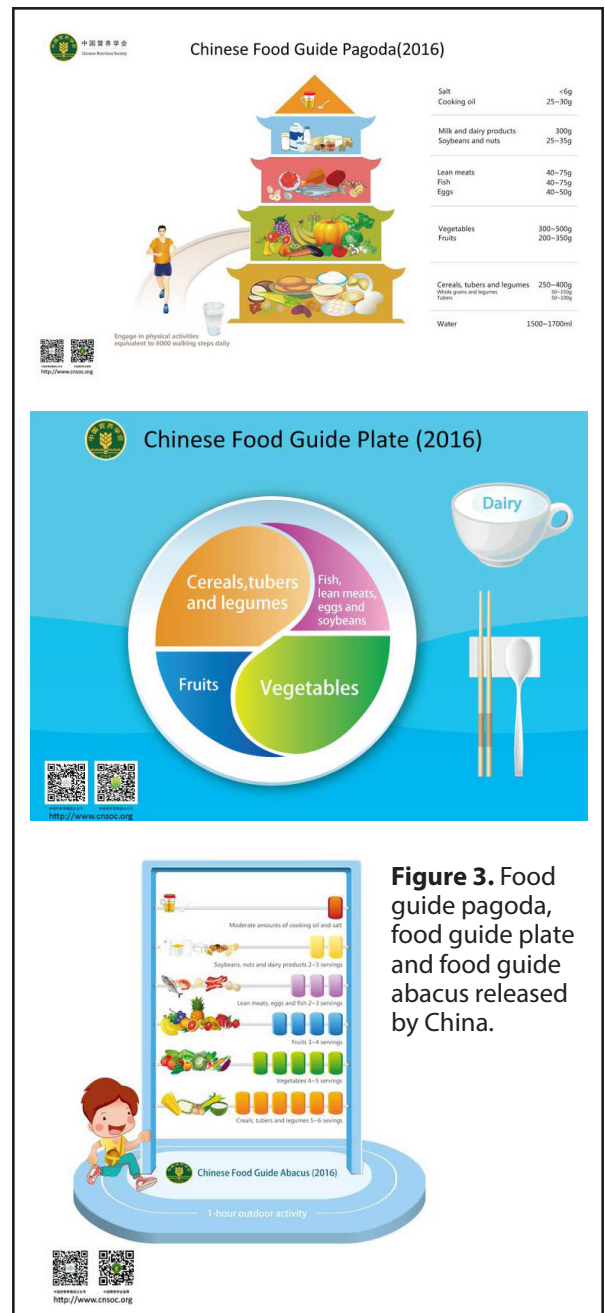 中国营养学会
Chinese Nutrition Society
Chinese Food Guide Pagoda(2016)
Salt <6g
Cooking oil 25~30g
Milk and dairy products 300g
Soybeans and nuts 25~35g
Lean meats 40~75g
Fish 40~75g
Eggs 40~50g
Vegetables 300~500g
Fruits 200~350g
Cereals, tubers and legumes 250~400g
Whole grains and legumes 50~150g
Tubers 50~100g
Water 1500~1700ml
Engage in physical activities
equivalent to 6000 walking steps daily
http://www.cnsoc.org
Chinese Food Guide Plate (2016)
Dairy
Cereals,tubers
and legumes
Fish,
lean meats,
eggs and
soybeans
Fruits
Vegetables
http://www.cnsoc.org
Moderate amounts of cooking oil and salt
Soybeans, nuts and dairy products 2~3 servings
Lean meats, eggs and fish 2~3 servings
Fruits 3~4 servings
Vegetables 4~5 servings
Creals, tubers and legumes 5~6 sevings
Chinese Food Guide Abacus (2016)
1-hour outdoor activity
http://www.cnsoc.org
Figure 3. Food
guide pagoda,
food guide plate
and food guide
abacus released
by China.